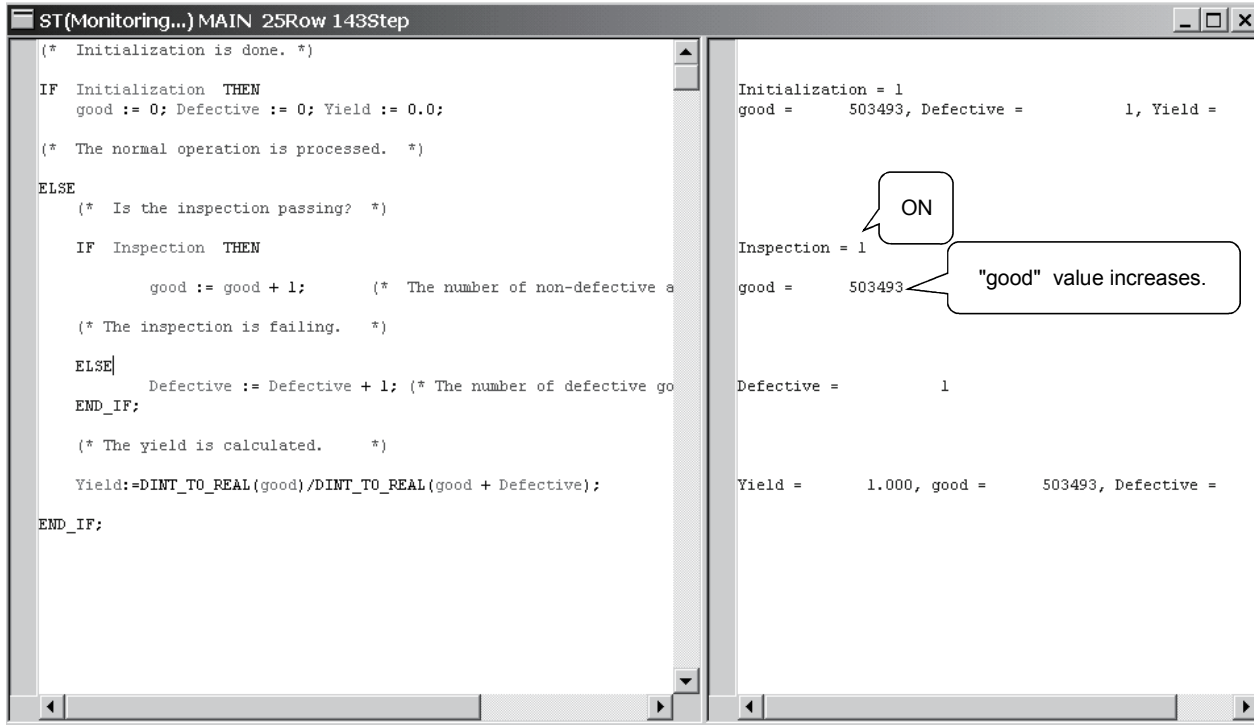 ST(Monitoring...) MAIN 25Row 143Step
(* Initialization is done. *)
IF Initialization THEN
good := 0; Defective := 0; Yield := 0.0;
(* The normal operation is processed. *)
ELSE
(* Is the inspection passing? *)
IF Inspection THEN
good := good + 1; (* The number of non-defective a
(* The inspection is failing. *)
ELSE
Defective := Defective + 1; (* The number of defective go
END_IF;
(* The yield is calculated. *)
Yield:=DINT_TO_REAL(good)/DINT_TO_REAL(good + Defective);
END_IF;
Initialization = 1
good = 503493, Defective = 1, Yield =
ON
Inspection = 1
"good" value increases.
good = 503493
Defective = 1
Yield = 1.000, good = 503493, Defective =